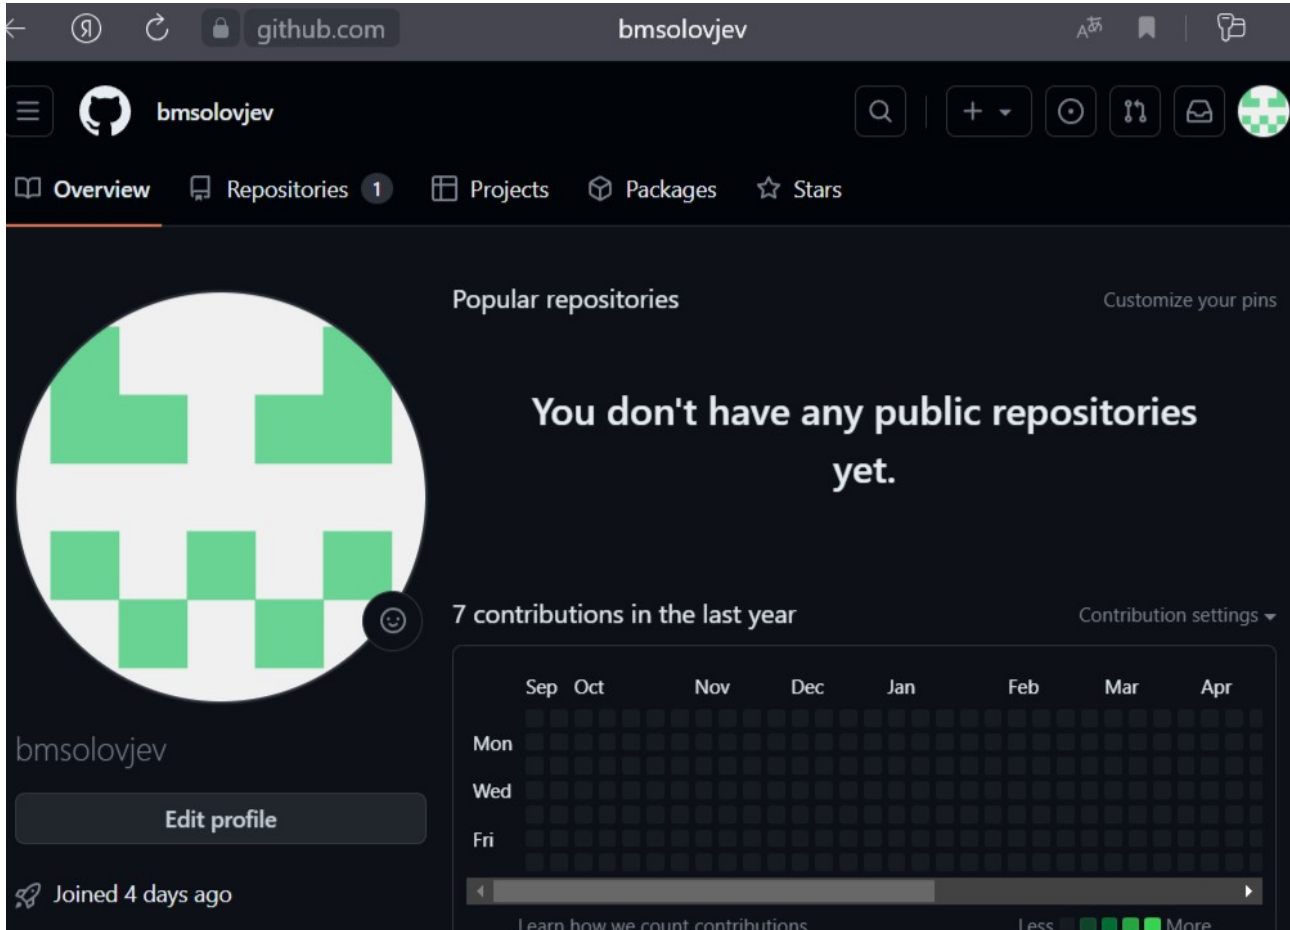 Я github.com bmsolovjev
bmsolovjev
Overview Repositories 1 Projects Packages Stars
Popular repositories Customize your pins
You don't have any public repositories
yet.
7 contributions in the last year Contribution settings
Sep Oct Nov Dec Jan Feb Mar Apr
Mon
Wed
Fri
bmsolovjev
Edit profile
Joined 4 days ago
Learn how we count contributions Less More